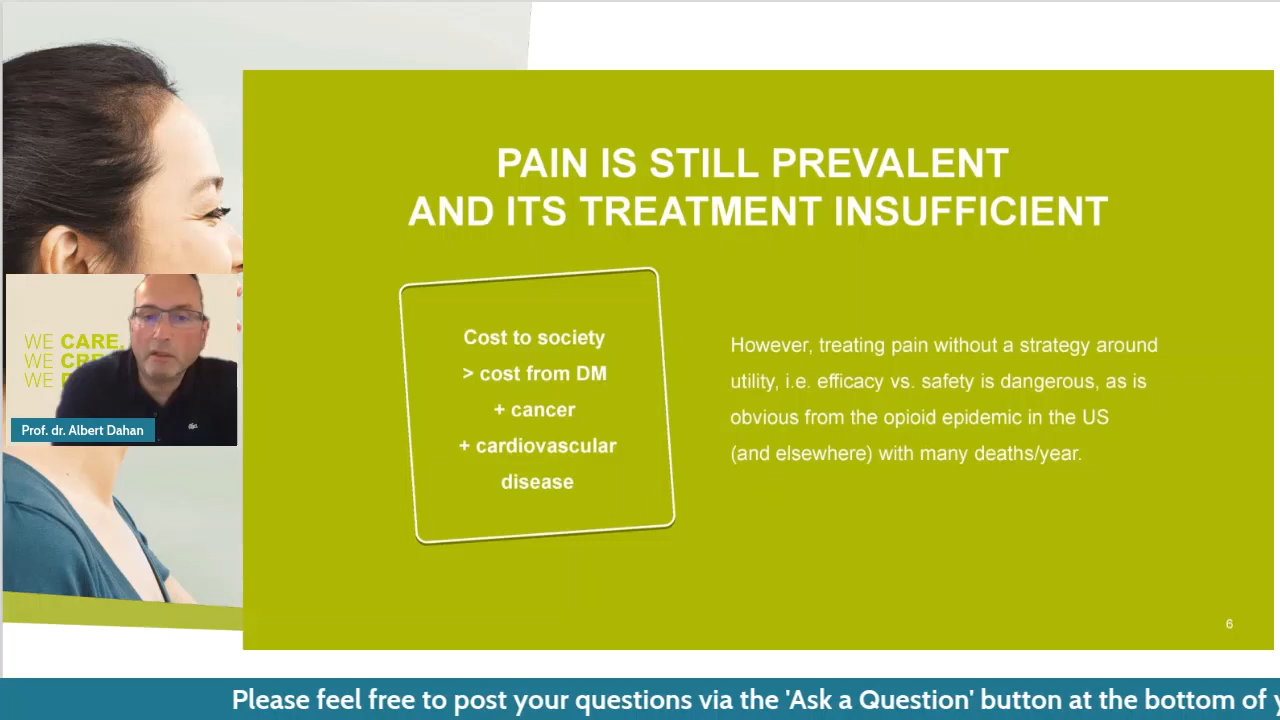 PAIN IS STILL PREVALENT
AND ITS TREATMENT INSUFFICIENT
Cost to society
> cost from DM
+ cancer
+ cardiovascular
disease
However, treating pain without a strategy around
utility, i.e. efficacy vs. safety is dangerous, as is
obvious from the opioid epidemic in the US
(and elsewhere) with many deaths/year.
WE CARE.
WE
WE
Prof. dr. Albert Dahan
6
Please feel free to post your questions via the 'Ask a Question' button at the bottom of